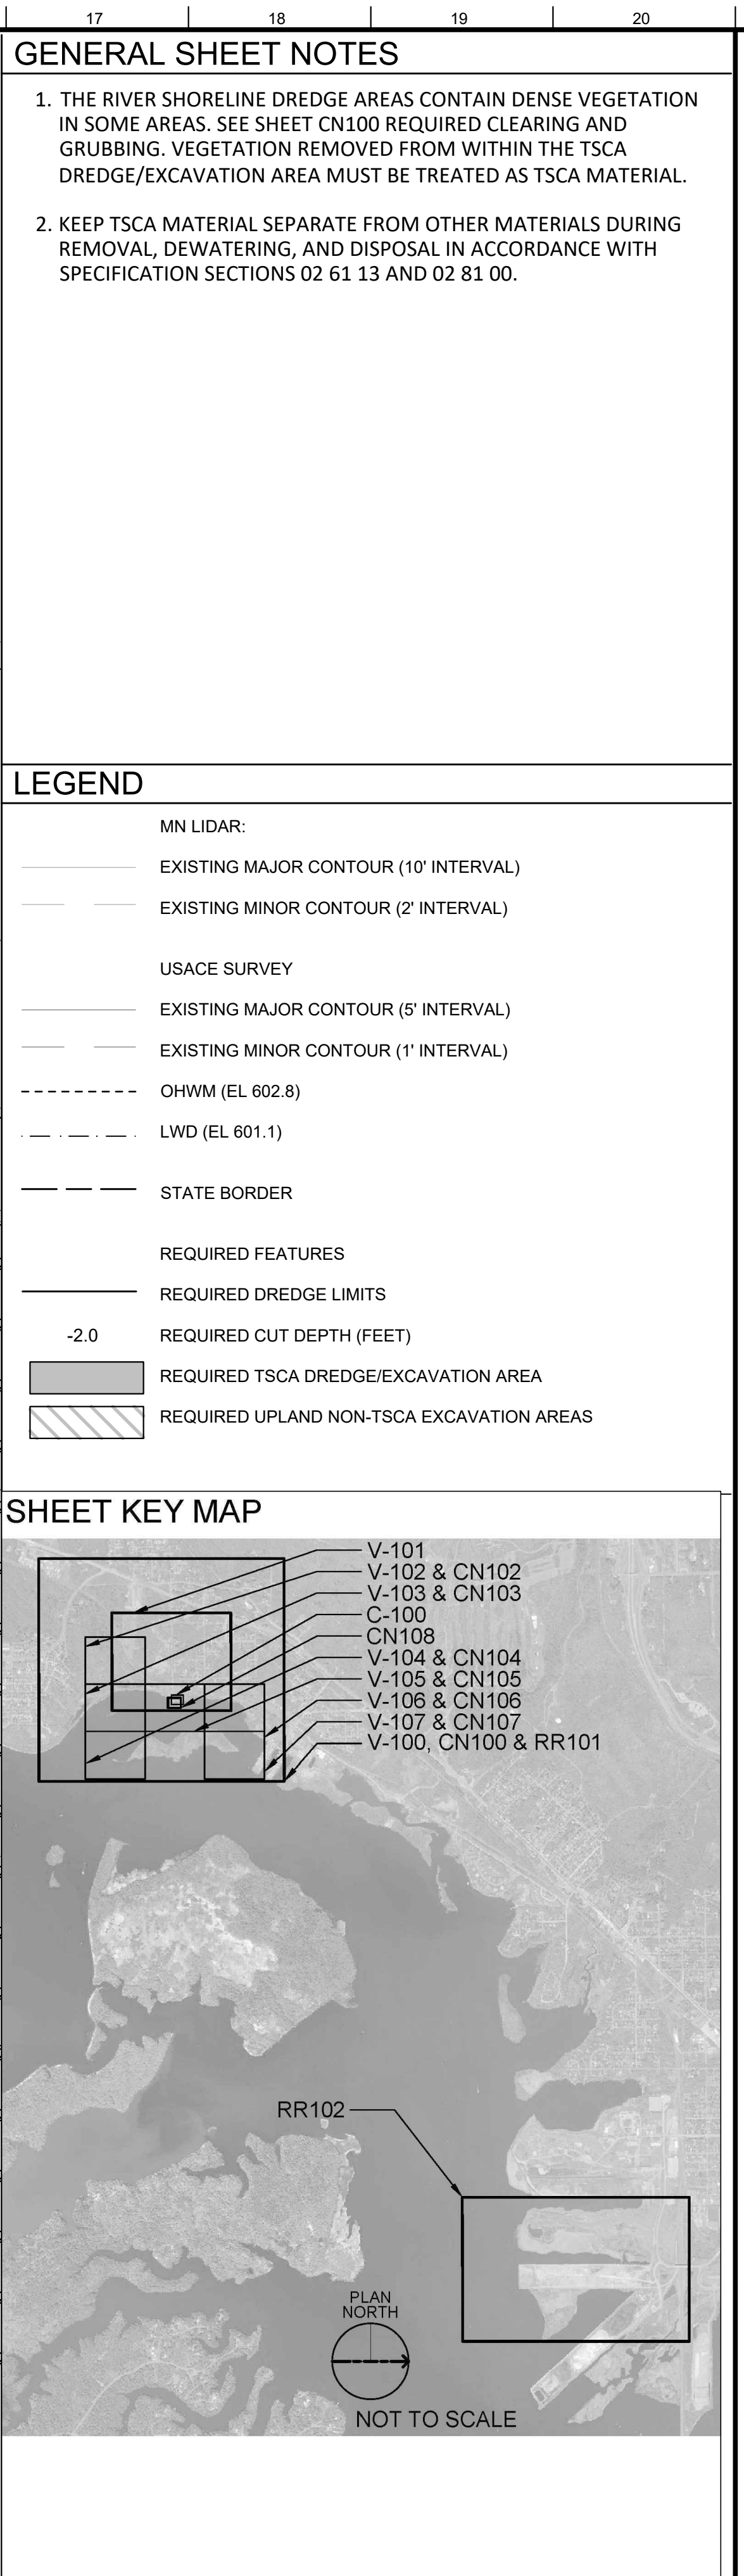 17 18 19 20
GENERAL SHEET NOTES
1. THE RIVER SHORELINE DREDGE AREAS CONTAIN DENSE VEGETATION
IN SOME AREAS. SEE SHEET CN100 REQUIRED CLEARING AND
GRUBBING. VEGETATION REMOVED FROM WITHIN THE TSCA
DREDGE/EXCAVATION AREA MUST BE TREATED AS TSCA MATERIAL.
2. KEEP TSCA MATERIAL SEPARATE FROM OTHER MATERIALS DURING
REMOVAL, DEWATERING, AND DISPOSAL IN ACCORDANCE WITH
SPECIFICATION SECTIONS 02 61 13 AND 02 81 00.
LEGEND
MN LIDAR:
EXISTING MAJOR CONTOUR (10' INTERVAL)
EXISTING MINOR CONTOUR (2' INTERVAL)
USACE SURVEY
EXISTING MAJOR CONTOUR (5' INTERVAL)
EXISTING MINOR CONTOUR (1' INTERVAL)
OHWM (EL 602.8)
LWD (EL 601.1)
STATE BORDER
REQUIRED FEATURES
REQUIRED DREDGE LIMITS
-2.0 REQUIRED CUT DEPTH (FEET)
REQUIRED TSCA DREDGE/EXCAVATION AREA
REQUIRED UPLAND NON-TSCA EXCAVATION AREAS
SHEET KEY MAP
V-101
V-102 & CN102
V-103 & CN103
C-100
CN108
V-104 & CN104
V-105 & CN105
V-106 & CN106
V-107 & CN107
V-100, CN100 & RR101
RR102
PLAN
NORTH
NOT TO SCALE